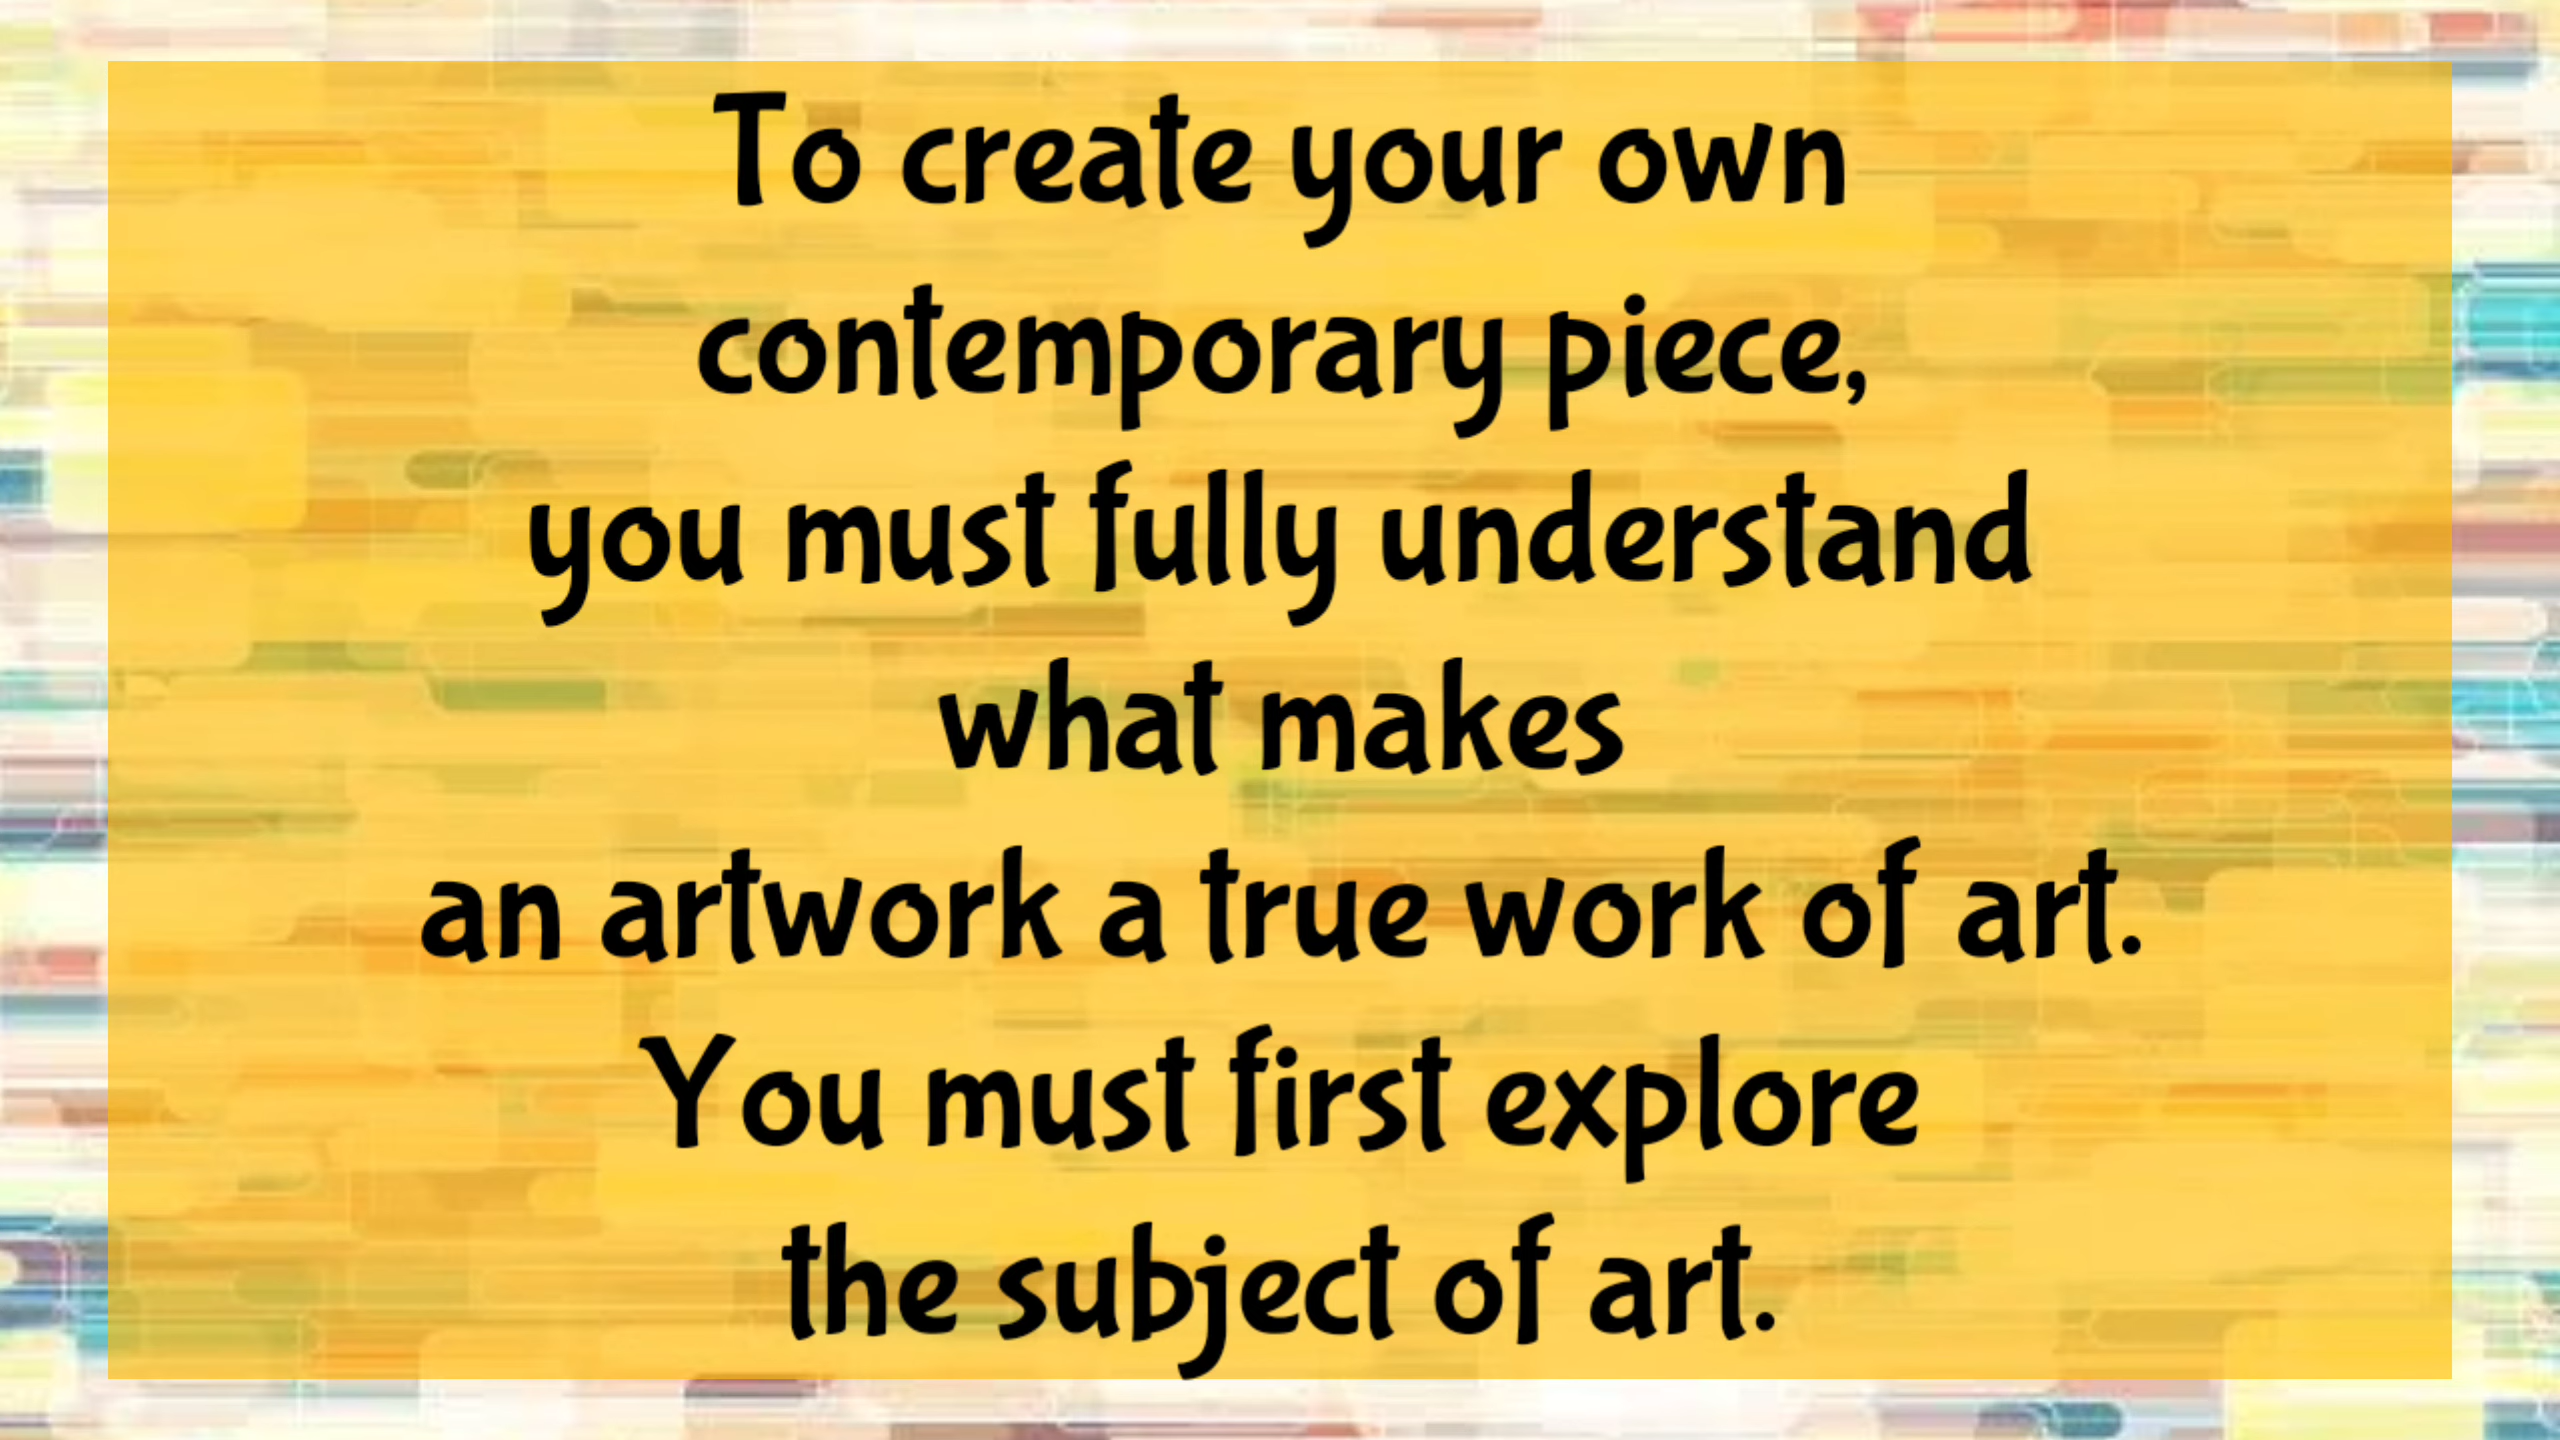 To create your own
contemporary piece,
you must fully understand
what makes
an artwork a true work of art.
You must first explore
the subject of art.